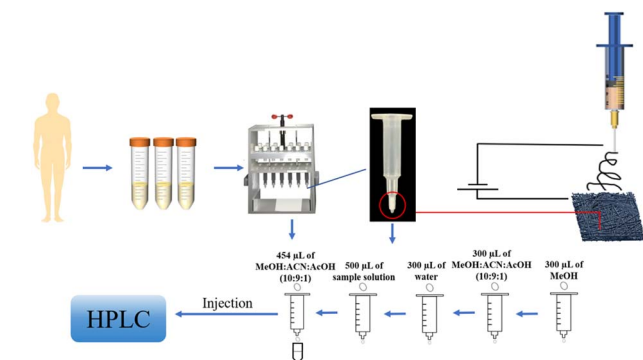 454 µL of
MeOH:ACN:AcOH
(10:9:1)
500 µL of
sample solution
300 µL of
water
300 µL of
MeOH:ACN:AcOH
(10:9:1)
300 µL of
MeOH
HPLC
Injection